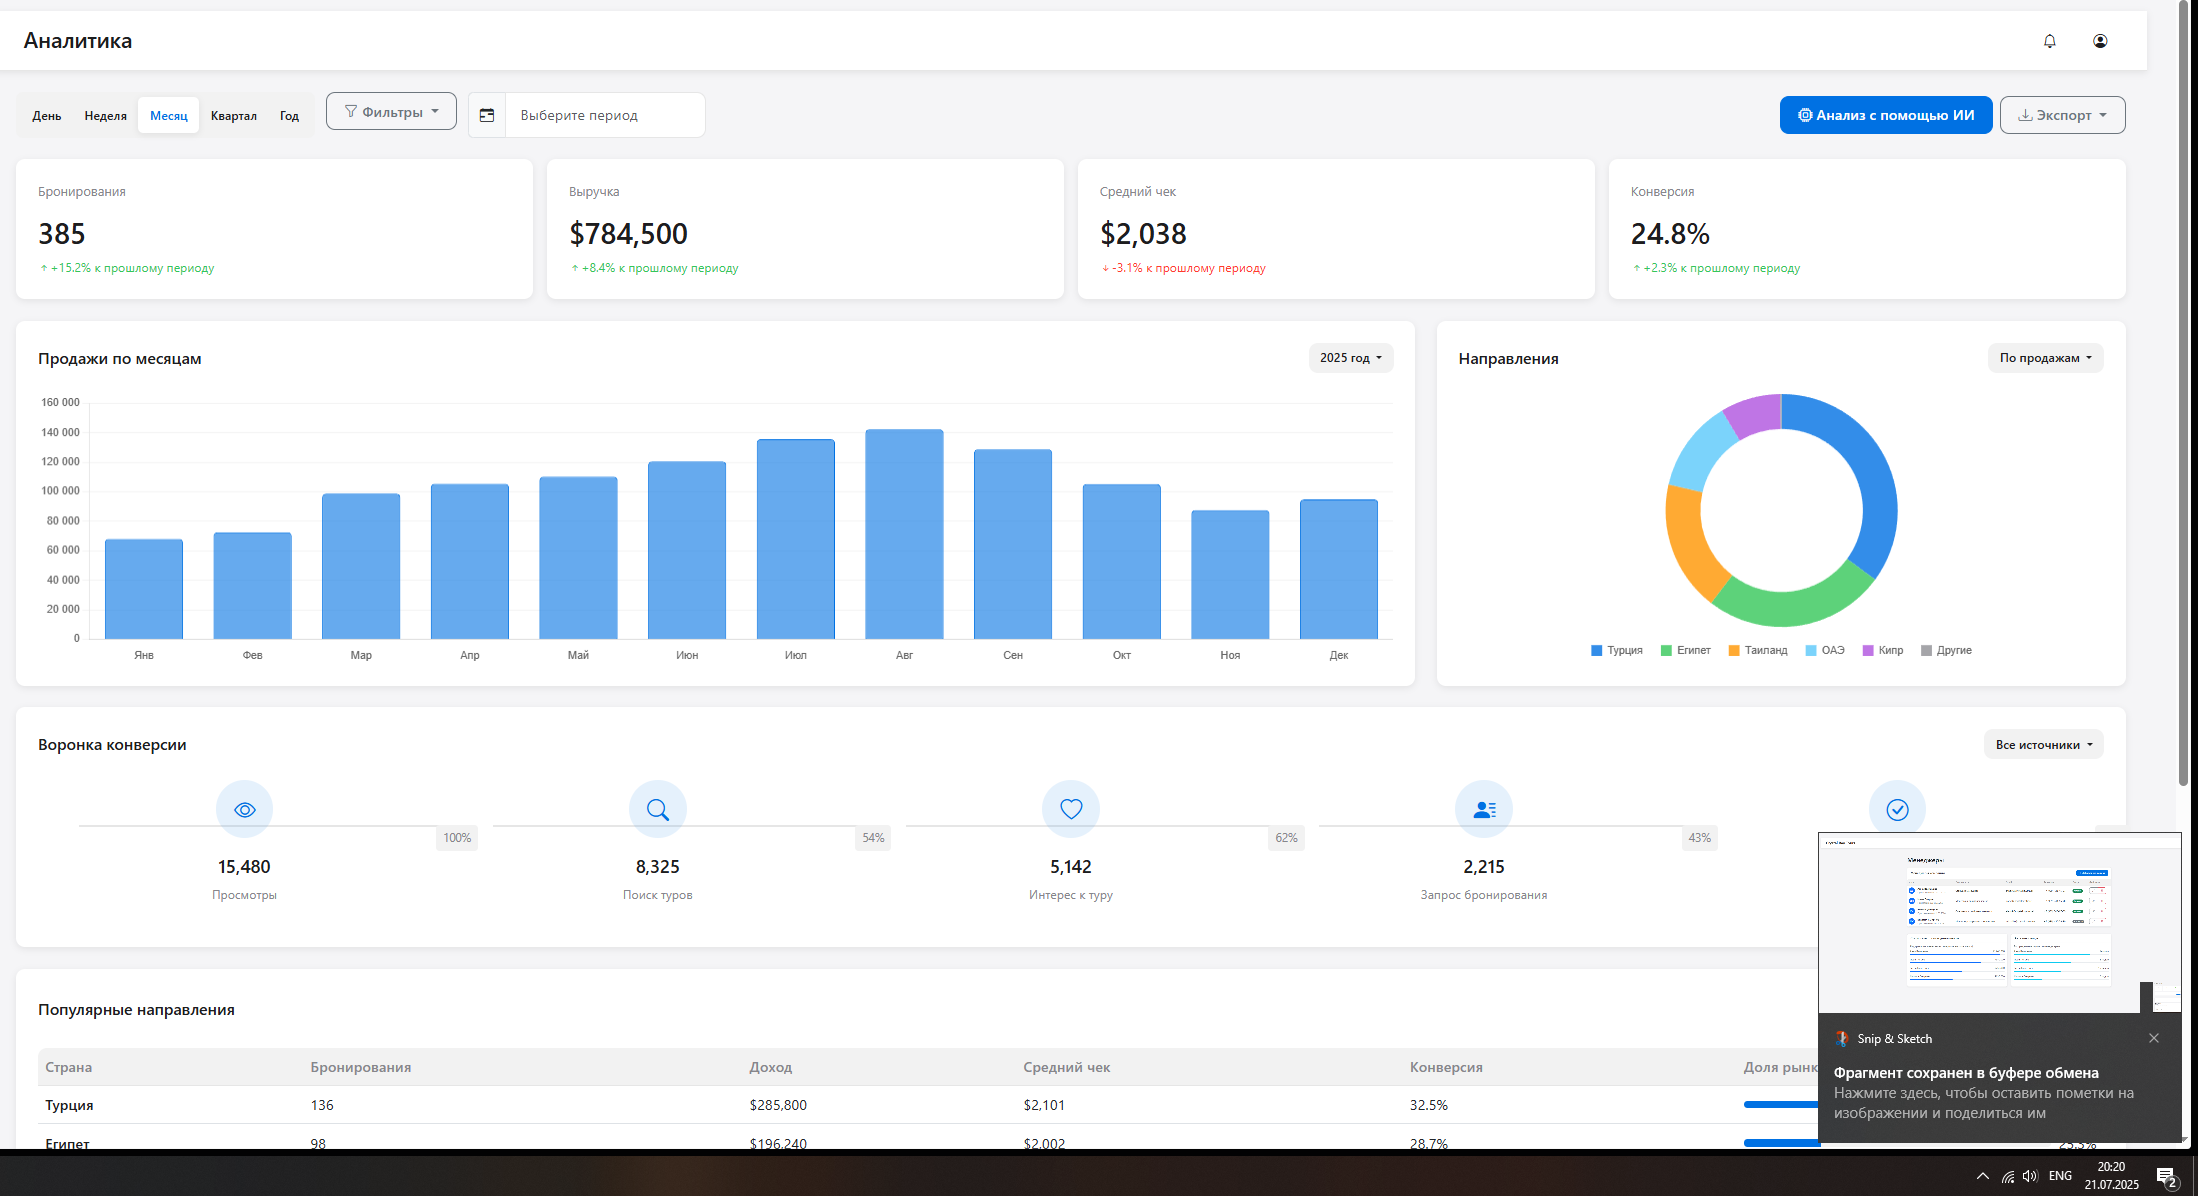 Аналитика
День Неделя Месяц Квартал Год Фильтры Выберите период Анализ с помощью ИИ Экспорт
Бронирования
385
+15.2% к прошлому периоду
Выручка
$784,500
+8.4% к прошлому периоду
Средний чек
$2,038
-3.1% к прошлому периоду
Конверсия
24.8%
+2.3% к прошлому периоду
Продажи по месяцам
2025 год
160 000
140 000
120 000
100 000
80 000
60 000
40 000
20 000
0
Янв Фев Мар Апр Май Июн Июл Авг Сен Окт Ноя Дек
Направления
По продажам
Турция Египет Таиланд ОАЭ Кипр Другие
Воронка конверсии
Все источники
100% 54% 62% 43%
15,480 8,325 5,142 2,215
Просмотры Поиск туров Интерес к туру Запрос бронирования
Популярные направления
Страна Бронирования Доход Средний чек Конверсия Доля рынк
Турция 136 $285,800 $2,101 32.5%
Египет 98 $196,240 $2,002 28.7% 25.5%
Менеджеры
Snip & Sketch
Фрагмент сохранен в буфере обмена
Нажмите здесь, чтобы оставить пометки на
изображении и поделиться им
ENG
20:20
21.07.2025
2